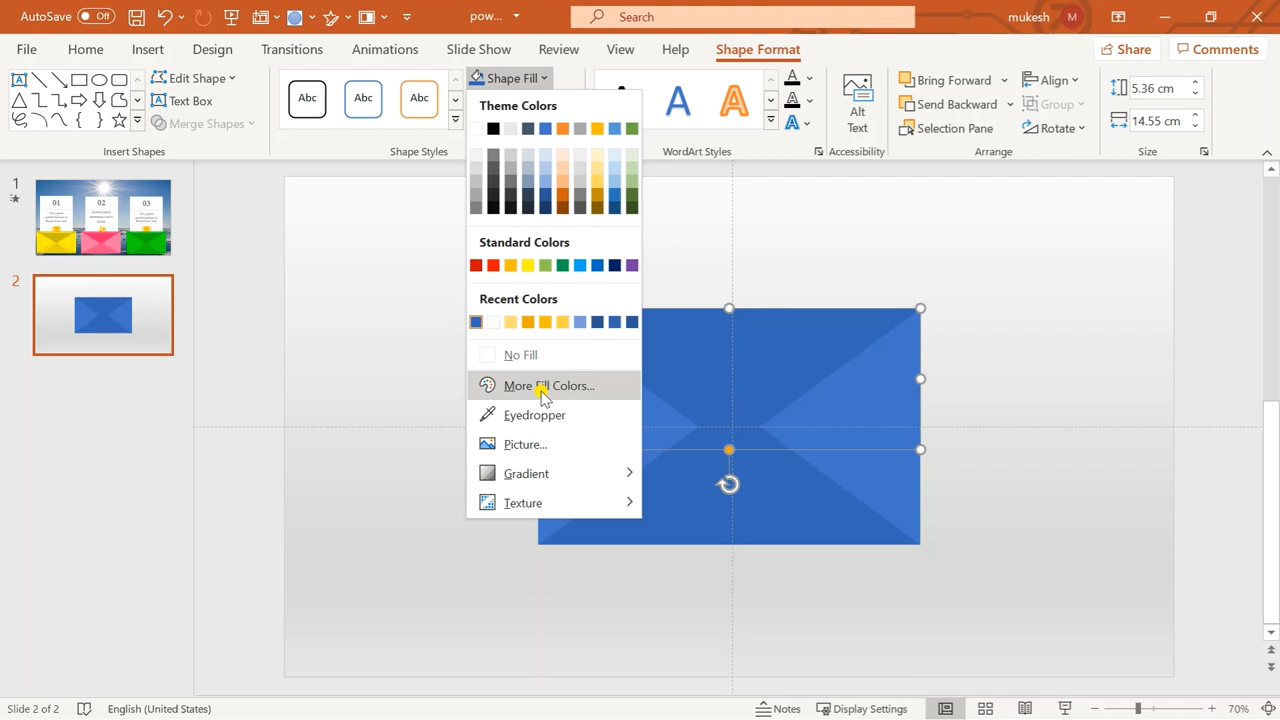 AutoSave Off pow... Search mukesh M
File Home Insert Design Transitions Animations Slide Show Review View Help Shape Format Share Comments
Edit Shape
Text Box
Merge Shapes
Insert Shapes
Abc Abc Abc
Shape Styles
Shape Fill
A A A
WordArt Styles
Alt Text
Accessibility
Bring Forward
Send Backward
Selection Pane
Align
Group
Rotate
Arrange
5.36 cm
14.55 cm
Size
Theme Colors
Standard Colors
Recent Colors
No Fill
More Fill Colors...
Eyedropper
Picture...
Gradient
Texture
1
01 02 03
2
Slide 2 of 2 English (United States) Notes Display Settings 70%